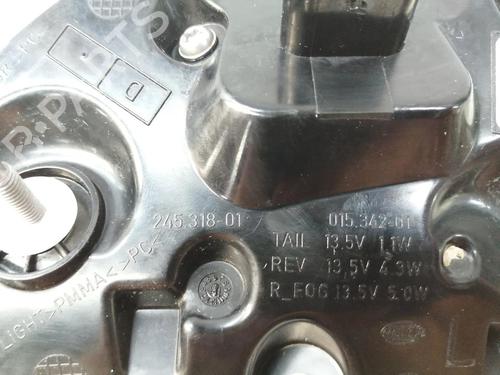 D
245.318-01 015.342-01
TAIL 13,5V 1.1W
REV 13,5V 4.3W
R_FOG 13.5V 5.0W
LIGHT>PMMA<>PC<
L
B-PARTS